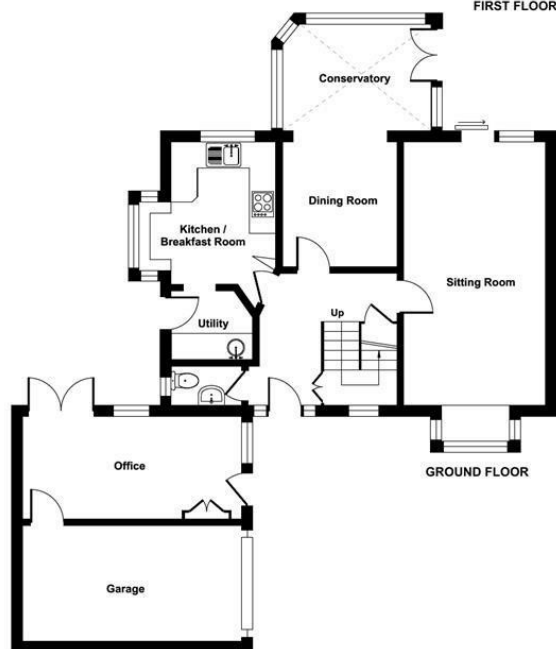 FIRST FLOOR
Conservatory
Dining Room
Kitchen /
Breakfast Room
Sitting Room
Up
Utility
Office
GROUND FLOOR
Garage